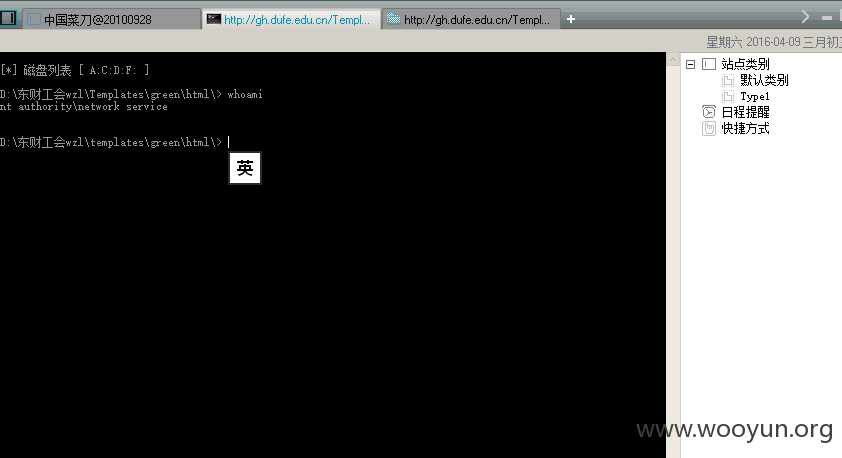 中国菜刀@20100928
http://gh.dufe.edu.cn/Templ...
http://gh.dufe.edu.cn/Templ...
星期六 2016-04-09 三月初三
[*] 磁盘列表 [ A:C:D:F: ]
D:\东财工会wzl\Templates\green\html\> whoami
nt authority\network service
D:\东财工会wzl\templates\green\html\>
英
站点类别
默认类别
Type1
日程提醒
快捷方式
www.wooyun.org